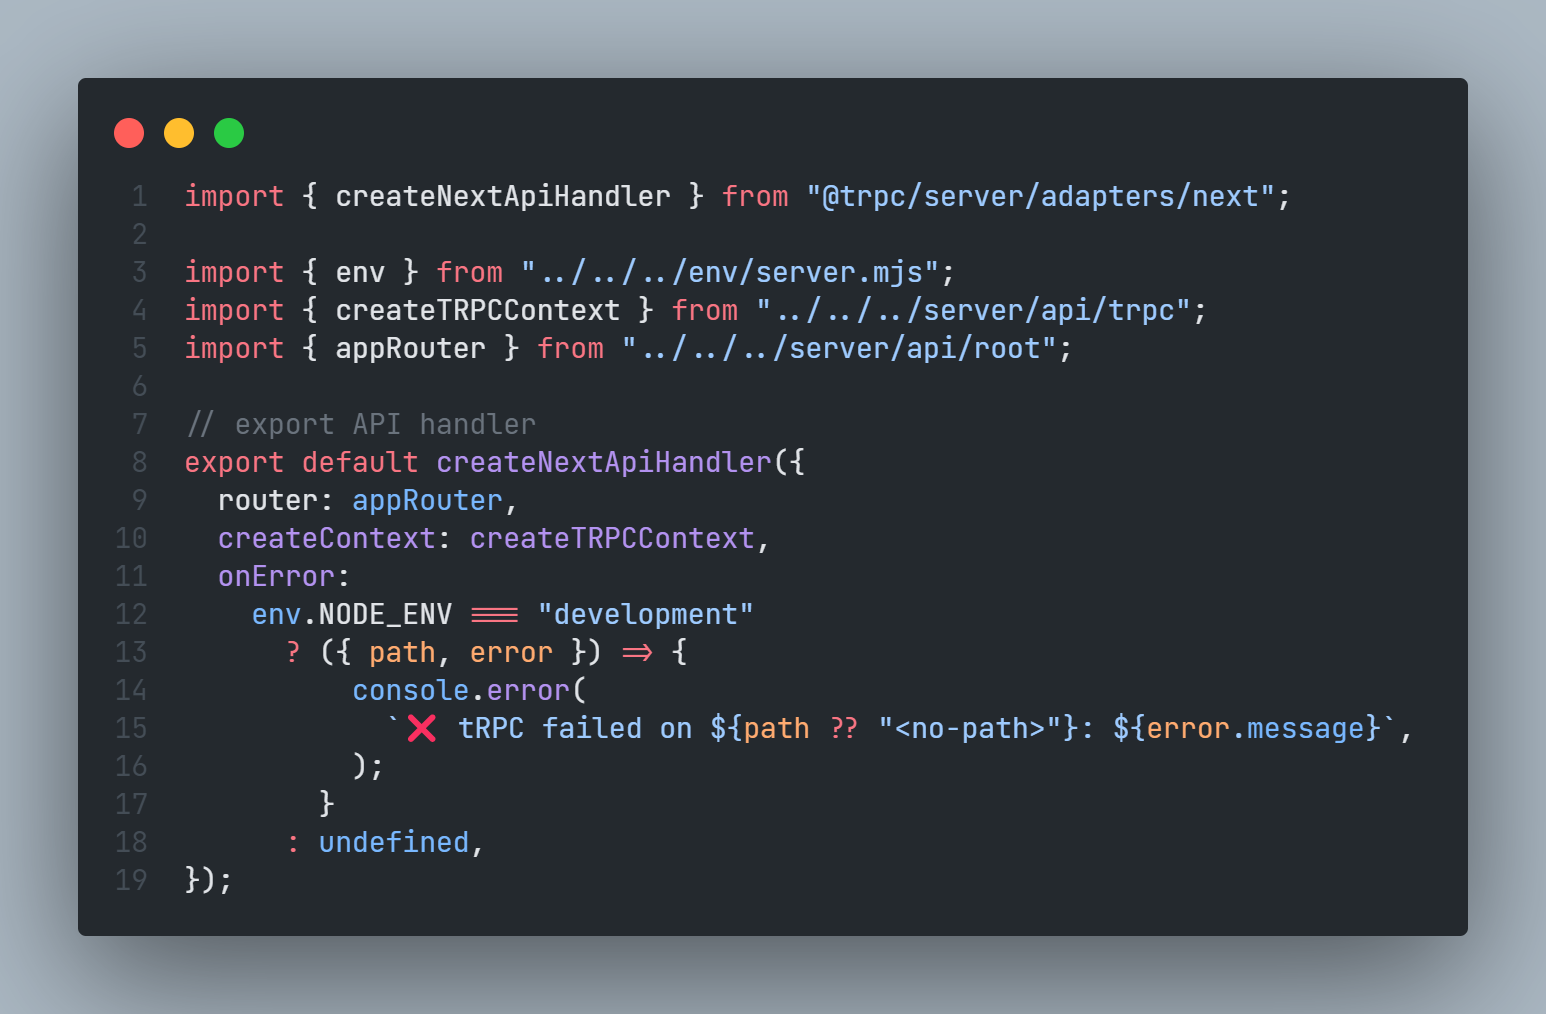 1 import { createNextApiHandler } from "@trpc/server/adapters/next";
2
3 import { env } from "../../../env/server.mjs";
4 import { createTRPCContext } from "../../../server/api/trpc";
5 import { appRouter } from "../../../server/api/root";
6
7 // export API handler
8 export default createNextApiHandler({
9   router: appRouter,
10   createContext: createTRPCContext,
11   onError:
12     env.NODE_ENV === "development"
13       ? ({ path, error }) => {
14           console.error(
15             `❌ tRPC failed on ${path ?? "<no-path>"}: ${error.message}`,
16           );
17         }
18       : undefined,
19 });